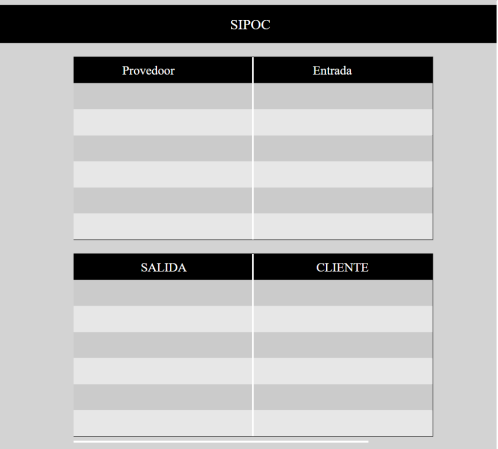 SIPOC
Provedoor Entrada
SALIDA CLIENTE